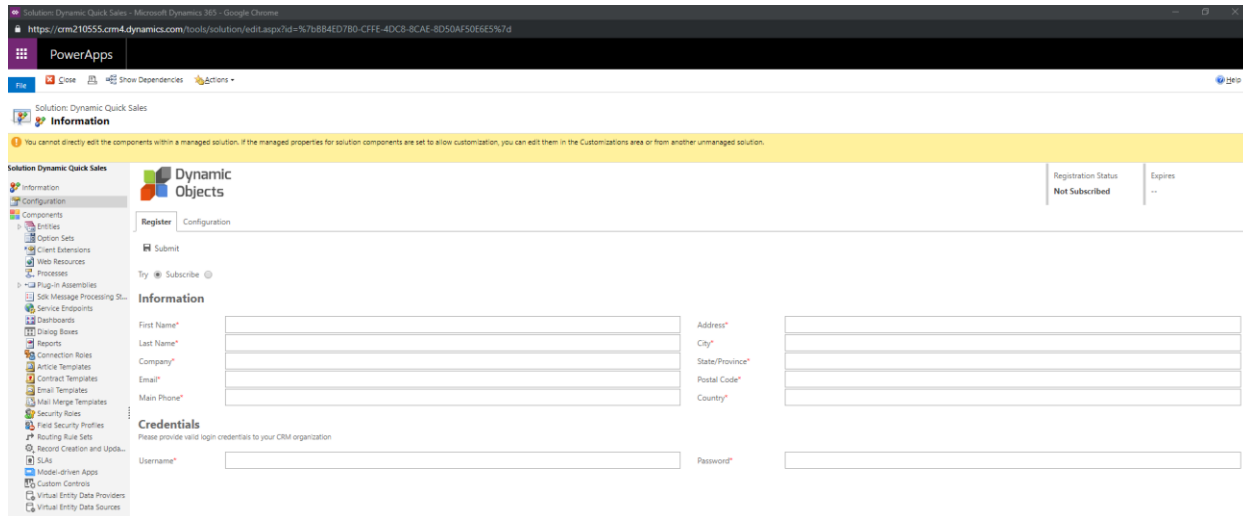 Solution: Dynamic Quick Sales - Microsoft Dynamics 365 - Google Chrome
https://crm210555.crm4.dynamics.com/tools/solution/edit.aspx?id=%7bBB4ED7B0-CFFE-4DC8-8CAE-8D50AF50E6E5%7d
PowerApps
File Close Show Dependencies Actions Help
Solution: Dynamic Quick Sales
Information
You cannot directly edit the components within a managed solution. If the managed properties for solution components are set to allow customization, you can edit them in the Customizations area or from another unmanaged solution.
Solution Dynamic Quick Sales
Information
Configuration
Components
Entities
Option Sets
Client Extensions
Web Resources
Processes
Plug-in Assemblies
Sdk Message Processing St...
Service Endpoints
Dashboards
Dialog Boxes
Reports
Connection Roles
Article Templates
Contract Templates
Email Templates
Mail Merge Templates
Security Roles
Field Security Profiles
Routing Rule Sets
Record Creation and Upda...
SLAs
Model-driven Apps
Custom Controls
Virtual Entity Data Providers
Virtual Entity Data Sources
Dynamic
Objects
Registration Status Expires
Not Subscribed --
Register Configuration
Submit
Try Subscribe
Information
First Name* Address*
Last Name* City*
Company* State/Province*
Email* Postal Code*
Main Phone* Country*
Credentials
Please provide valid login credentials to your CRM organization
Username* Password*